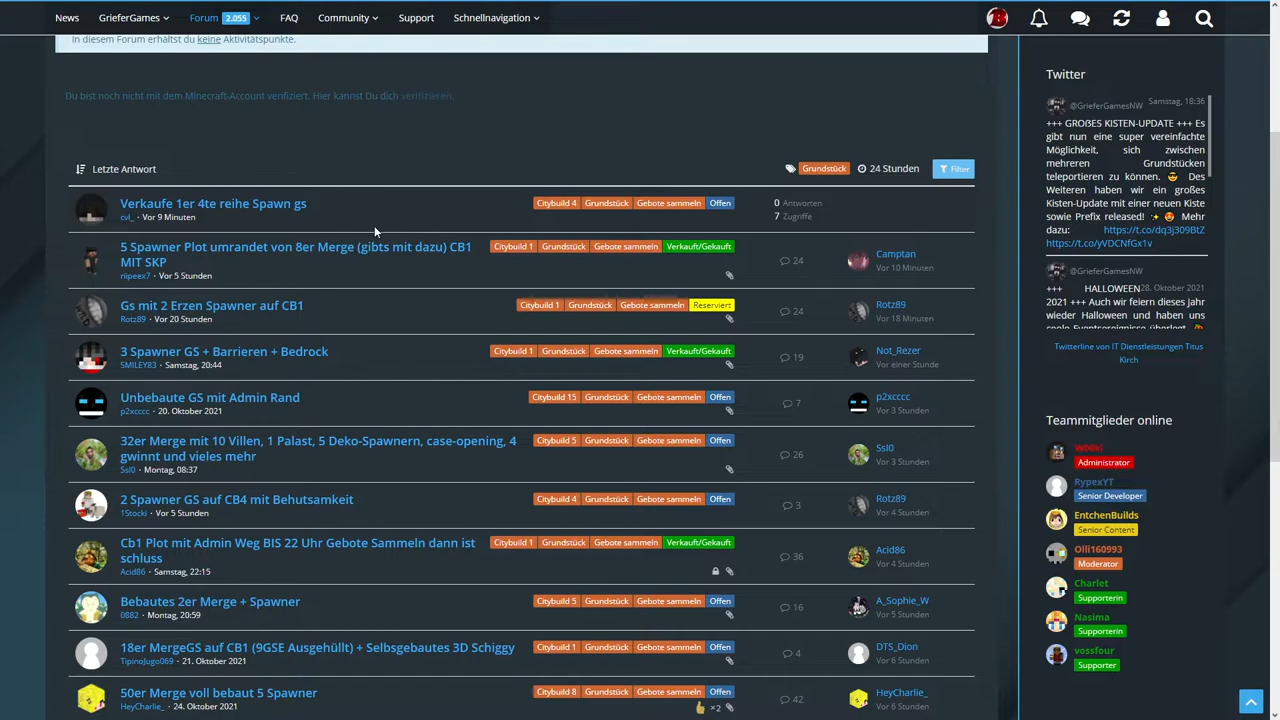 News GrieferGames Forum 2.055 FAQ Community Support Schnellnavigation
In diesem Forum erhältst du keine Aktivitätspunkte.
Du bist noch nicht mit dem Minecraft-Account verifiziert. Hier kannst Du dich verifizieren.
Letzte Antwort Grundstück 24 Stunden Filter
Verkaufe 1er 4te reihe Spawn gs Citybuild 4 Grundstück Gebote sammeln Offen 0 Antworten
cvl_ · Vor 9 Minuten 7 Zugriffe
5 Spawner Plot umrandet von 8er Merge (gibts mit dazu) CB1 Citybuild 1 Grundstück Gebote sammeln Verkauft/Gekauft
MIT SKP 24 Camptan
riipeex7 · Vor 5 Stunden Vor 10 Minuten
Gs mit 2 Erzen Spawner auf CB1 Citybuild 1 Grundstück Gebote sammeln Reserviert 24 Rotz89
Rotz89 · Vor 20 Stunden Vor 18 Minuten
3 Spawner GS + Barrieren + Bedrock Citybuild 1 Grundstück Gebote sammeln Verkauft/Gekauft 19 Not_Rezer
SMILEY83 · Samstag, 20:44 Vor einer Stunde
Unbebaute GS mit Admin Rand Citybuild 15 Grundstück Gebote sammeln Offen 7 p2xcccc
p2xcccc · 20. Oktober 2021 Vor 3 Stunden
32er Merge mit 10 Villen, 1 Palast, 5 Deko-Spawnern, case-opening, 4 Citybuild 5 Grundstück Gebote sammeln Offen
gewinnt und vieles mehr 26 Ssl0
Ssl0 · Montag, 08:37 Vor 3 Stunden
2 Spawner GS auf CB4 mit Behutsamkeit Citybuild 4 Grundstück Gebote sammeln Offen 3 Rotz89
1Stocki · Vor 5 Stunden Vor 4 Stunden
Cb1 Plot mit Admin Weg BIS 22 Uhr Gebote Sammeln dann ist Citybuild 1 Grundstück Gebote sammeln Verkauft/Gekauft
schluss 36 Acid86
Acid86 · Samstag, 22:15 Vor 4 Stunden
Bebautes 2er Merge + Spawner Citybuild 5 Grundstück Gebote sammeln Offen 16 A_Sophie_W
0882 · Montag, 20:59 Vor 4 Stunden
18er MergeGS auf CB1 (9GSE Ausgehüllt) + Selbsgebautes 3D Schiggy Citybuild 1 Grundstück Gebote sammeln Offen 4 DTS_Dion
TipinoJugo069 · 21. Oktober 2021 Vor 6 Stunden
50er Merge voll bebaut 5 Spawner Citybuild 8 Grundstück Gebote sammeln Offen 42 HeyCharlie_
HeyCharlie_ · 24. Oktober 2021 ×2 Vor 6 Stunden
Twitter
@GrieferGamesNW Samstag, 18:36
+++ GROßES KISTEN-UPDATE +++ Es
gibt nun eine super vereinfachte
Möglichkeit, sich zwischen
mehreren Grundstücken
teleportieren zu können. 😎 Des
Weiteren haben wir ein großes
Kisten-Update mit einer neuen Kiste
sowie Prefix released! ✨ 🤩 Mehr
dazu: https://t.co/dq3j309BtZ
https://t.co/yVDCNfGx1v
@GrieferGamesNW
+++ HALLOWEEN 28. Oktober 2021
2021 +++ Auch wir feiern dieses Jahr
wieder Halloween und haben uns
coole Eventsereignisse überlegt.
Twitterline von IT Dienstleistungen Titus
Kirch
Teammitglieder online
W00ki
Administrator
RypexYT
Senior Developer
EntchenBuilds
Senior Content
Olli160993
Moderator
Charlet
Supporterin
Nasima
Supporterin
vossfour
Supporter